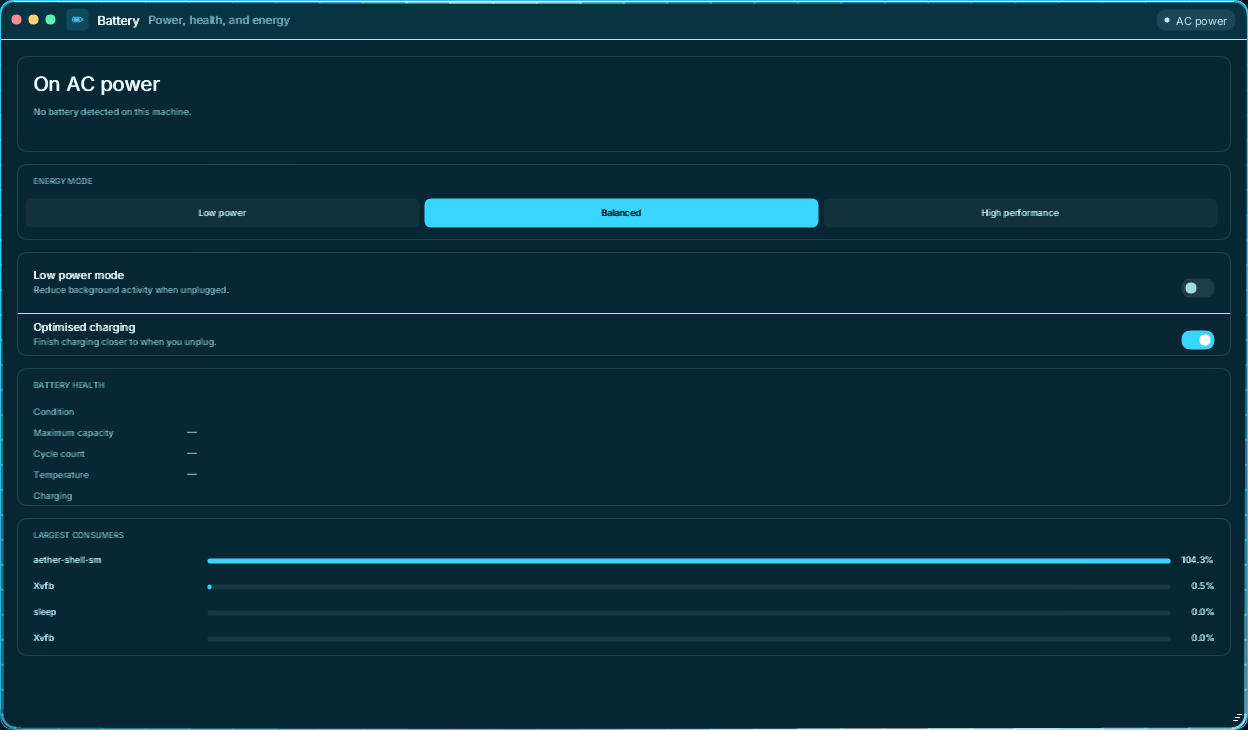 Battery Power, health, and energy AC power
On AC power
No battery detected on this machine.
ENERGY MODE
Low power Balanced High performance
Low power mode
Reduce background activity when unplugged.
Optimised charging
Finish charging closer to when you unplug.
BATTERY HEALTH
Condition
Maximum capacity —
Cycle count —
Temperature —
Charging
LARGEST CONSUMERS
aether-shell-sm 104.3%
Xvfb 0.5%
sleep 0.0%
Xvfb 0.0%